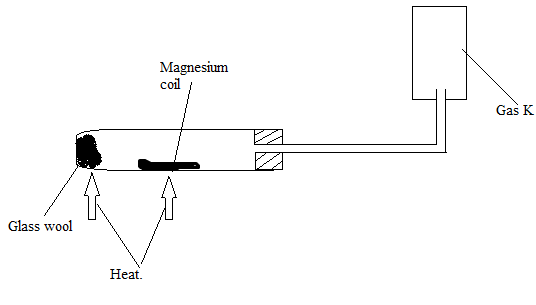 Magnesium
coil
Gas K
Glass wool
Heat.